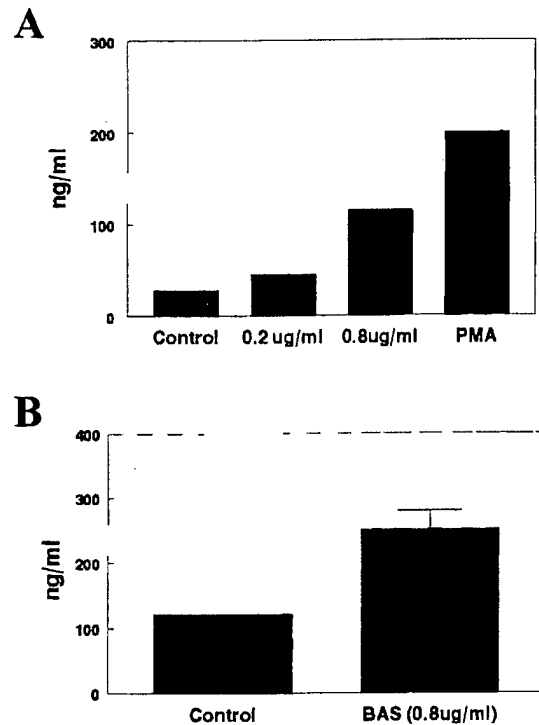 A
300
200
100
0
ng/ml
Control 0.2 ug/ml 0.8ug/ml PMA
B
400
300
200
100
0
ng/ml
Control BAS (0.8ug/ml)